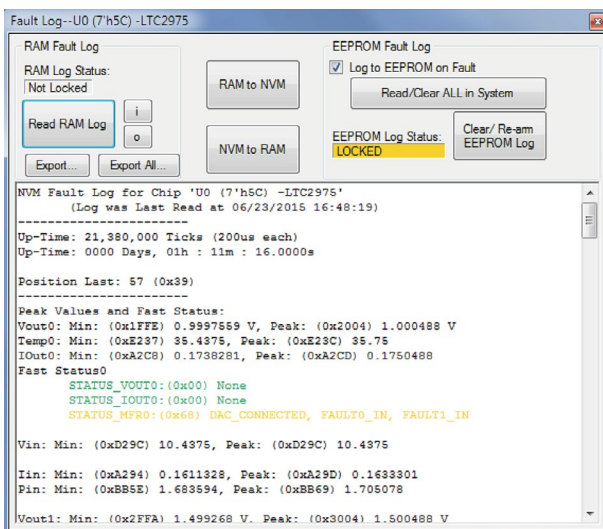 Fault Log--U0 (7'h5C) -LTC2975
RAM Fault Log
RAM Log Status:
Not Locked
Read RAM Log
i
o
Export...
Export All...
RAM to NVM
NVM to RAM
EEPROM Fault Log
Log to EEPROM on Fault
Read/Clear ALL in System
EEPROM Log Status:
LOCKED
Clear/ Re-arm
EEPROM Log
NVM Fault Log for Chip 'U0 (7'h5C) -LTC2975'
(Log was Last Read at 06/23/2015 16:48:19)
------------------------
Up-Time: 21,380,000 Ticks (200us each)
Up-Time: 0000 Days, 01h : 11m : 16.0000s
Position Last: 57 (0x39)
------------------------
Peak Values and Fast Status:
Vout0: Min: (0x1FFE) 0.9997559 V, Peak: (0x2004) 1.000488 V
Temp0: Min: (0xE237) 35.4375, Peak: (0xE23C) 35.75
IOut0: Min: (0xA2C8) 0.1738281, Peak: (0xA2CD) 0.1750488
Fast Status0
STATUS_VOUT0:(0x00) None
STATUS_IOUT0:(0x00) None
STATUS_MFR0:(0x68) DAC_CONNECTED, FAULT0_IN, FAULT1_IN
Vin: Min: (0xD29C) 10.4375, Peak: (0xD29C) 10.4375
Iin: Min: (0xA294) 0.1611328, Peak: (0xA29D) 0.1633301
Pin: Min: (0xBB5E) 1.683594, Peak: (0xBB69) 1.705078
Vout1: Min: (0x2FFA) 1.499268 V, Peak: (0x3004) 1.500488 V